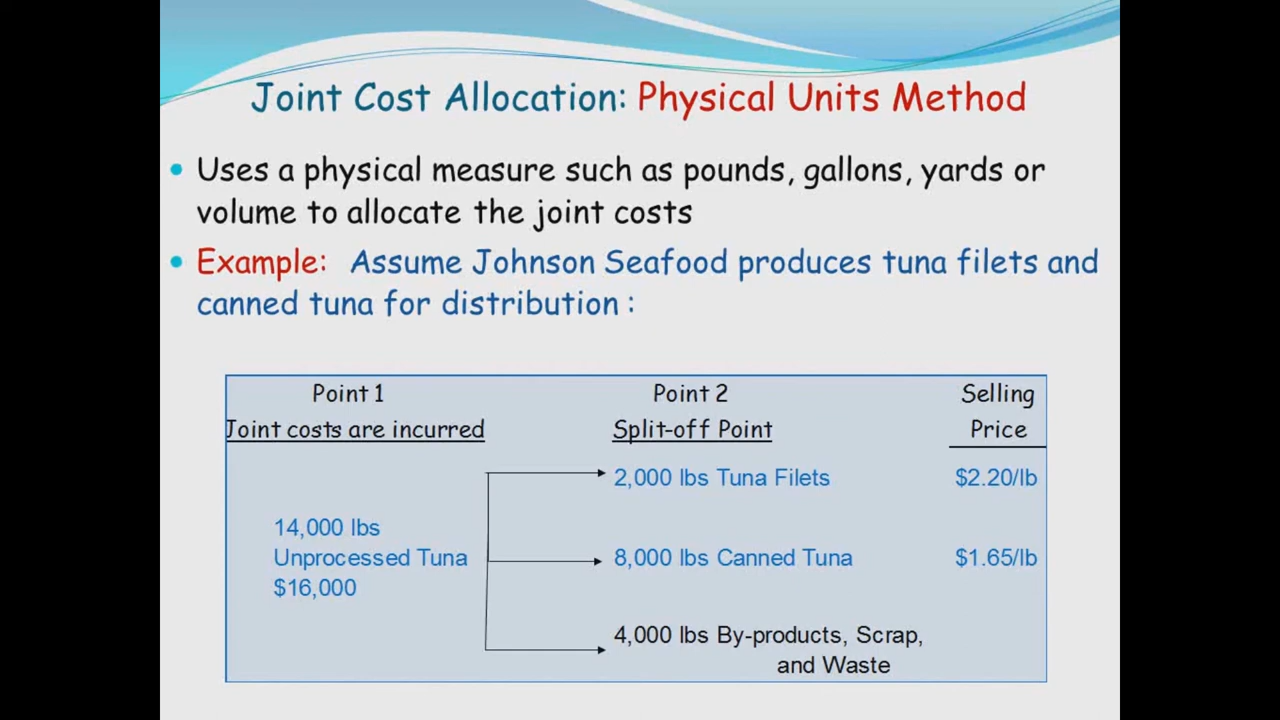 Joint Cost Allocation: Physical Units Method
Uses a physical measure such as pounds, gallons, yards or
volume to allocate the joint costs
Example: Assume Johnson Seafood produces tuna filets and
canned tuna for distribution :
Point 1 Point 2 Selling
Joint costs are incurred Split-off Point Price
2,000 lbs Tuna Filets $2.20/lb
14,000 lbs
Unprocessed Tuna 8,000 lbs Canned Tuna $1.65/lb
$16,000
4,000 lbs By-products, Scrap,
and Waste